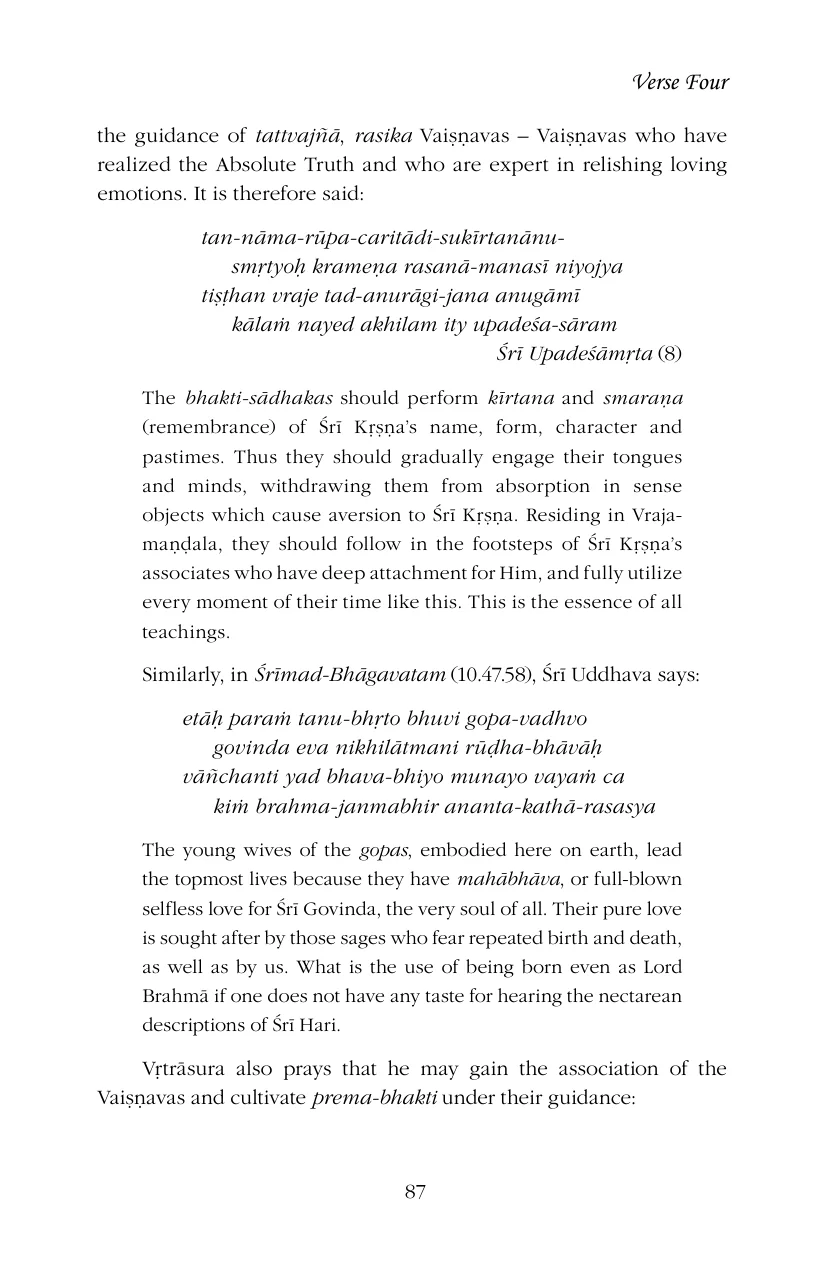 Verse Four
the guidance of tattvajñā, rasika Vaiṣṇavas – Vaiṣṇavas who have
realized the Absolute Truth and who are expert in relishing loving
emotions. It is therefore said:
tan-nāma-rūpa-caritādi-sukīrtanānu-
smṛtyoḥ krameṇa rasanā-manasī niyojya
tiṣṭhan vraje tad-anurāgi-jana anugāmī
kālaṁ nayed akhilam ity upadeśa-sāram
Śrī Upadeśāmṛta (8)
The bhakti-sādhakas should perform kīrtana and smaraṇa
(remembrance) of Śrī Kṛṣṇa’s name, form, character and
pastimes. Thus they should gradually engage their tongues
and minds, withdrawing them from absorption in sense
objects which cause aversion to Śrī Kṛṣṇa. Residing in Vraja-
maṇḍala, they should follow in the footsteps of Śrī Kṛṣṇa’s
associates who have deep attachment for Him, and fully utilize
every moment of their time like this. This is the essence of all
teachings.
Similarly, in Śrīmad-Bhāgavatam (10.47.58), Śrī Uddhava says:
etāḥ paraṁ tanu-bhṛto bhuvi gopa-vadhvo
govinda eva nikhilātmani rūḍha-bhāvāḥ
vāñchanti yad bhava-bhiyo munayo vayaṁ ca
kiṁ brahma-janmabhir ananta-kathā-rasasya
The young wives of the gopas, embodied here on earth, lead
the topmost lives because they have mahābhāva, or full-blown
selfless love for Śrī Govinda, the very soul of all. Their pure love
is sought after by those sages who fear repeated birth and death,
as well as by us. What is the use of being born even as Lord
Brahmā if one does not have any taste for hearing the nectarean
descriptions of Śrī Hari.
Vṛtrāsura also prays that he may gain the association of the
Vaiṣṇavas and cultivate prema-bhakti under their guidance:
87